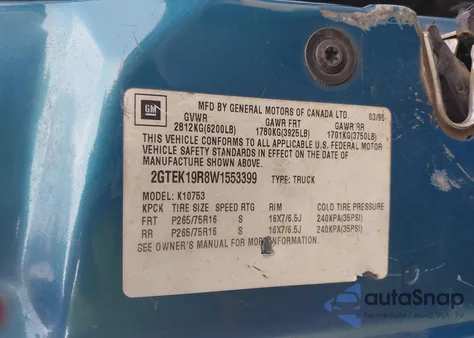 GM
MFD BY GENERAL MOTORS OF CANADA LTD. 03/98
GVWR GAWR FRT GAWR RR
2812KG(6200LB) 1780KG(3925LB) 1701KG(3750LB)
THIS VEHICLE CONFORMS TO ALL APPLICABLE U.S. FEDERAL MOTOR
VEHICLE SAFETY STANDARDS IN EFFECT ON THE DATE OF
MANUFACTURE SHOWN ABOVE.
2GTEK19R8W1553399 TYPE: TRUCK
MODEL: K10753
KPCK TIRE SIZE SPEED RTG RIM COLD TIRE PRESSURE
FRT P265/75R16 S 16X7/6.5J 240KPA(35PSI)
RR P265/75R16 S 16X7/6.5J 240KPA(35PSI)
SEE OWNER'S MANUAL FOR MORE INFORMATION.
autoSnap